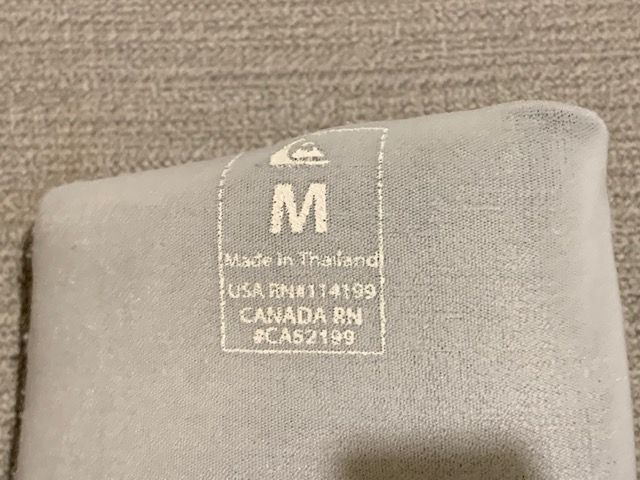 M
Made in Thailand
USA RN#114199
CANADA RN
#CA52199